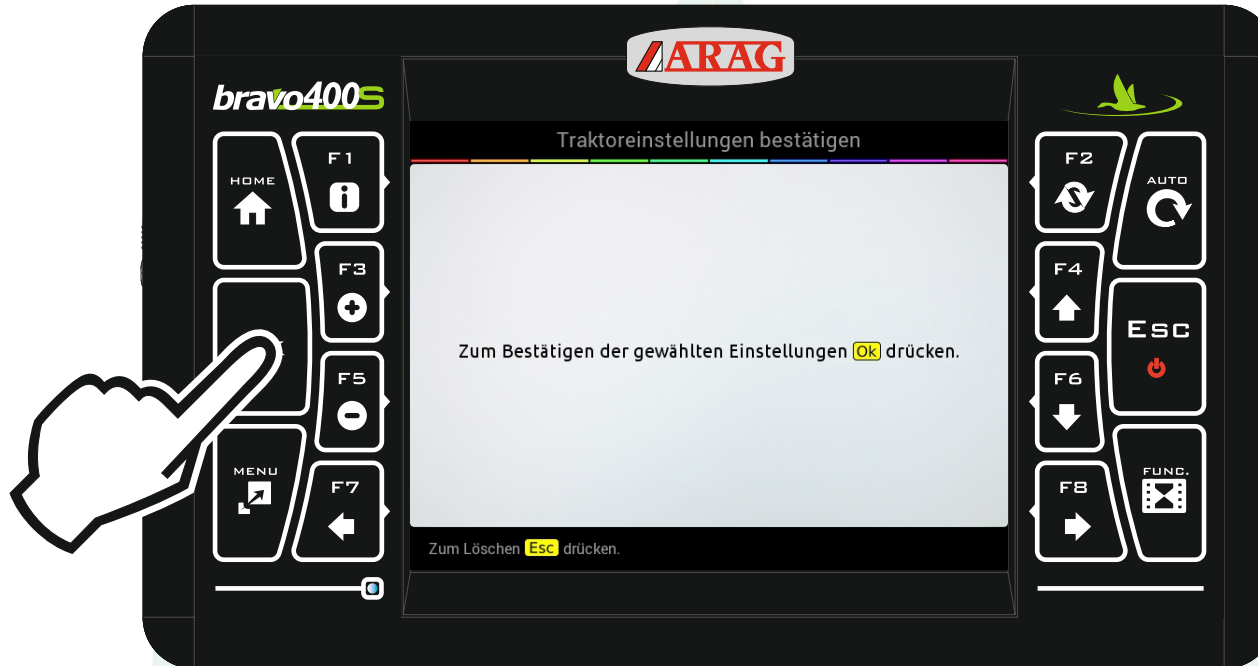 ARAG
bravo400S
Traktoreinstellungen bestätigen
HOME
F1
F2
AUTO
F3
F4
Zum Bestätigen der gewählten Einstellungen Ok drücken.
ESC
F5
F6
MENU
F7
F8
FUNC.
Zum Löschen Esc drücken.